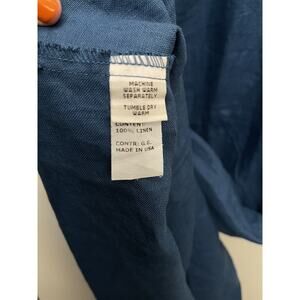 MACHINE
WASH WARM
SEPARATELY
TUMBLE DRY
WARM
CONTENT:
100% LINEN
CONTR: G.E.
MADE IN USA